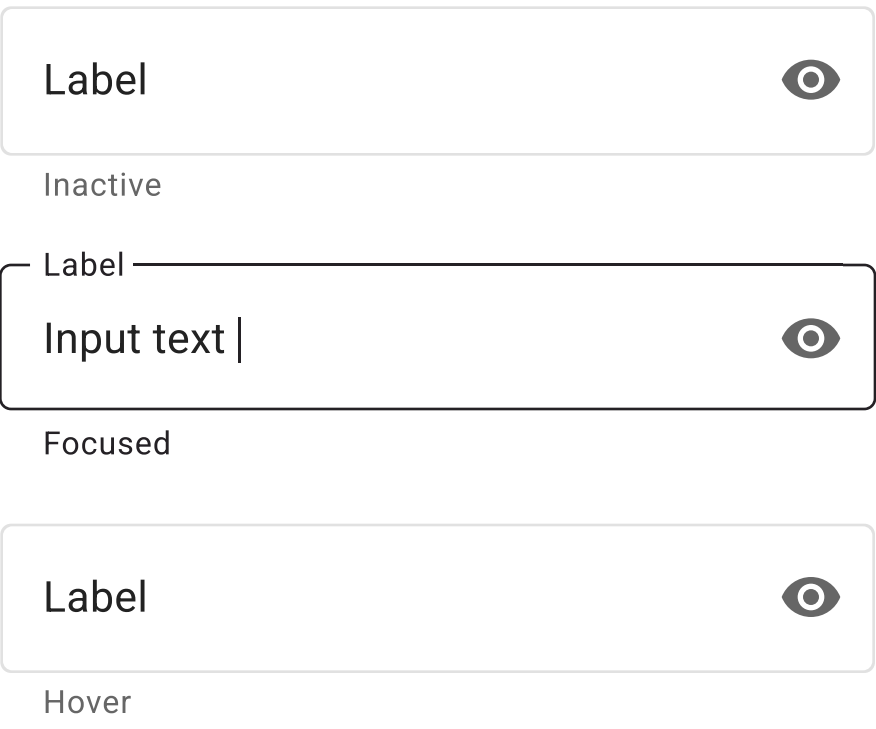 Label
Inactive
Label
Input text
Focused
Label
Hover